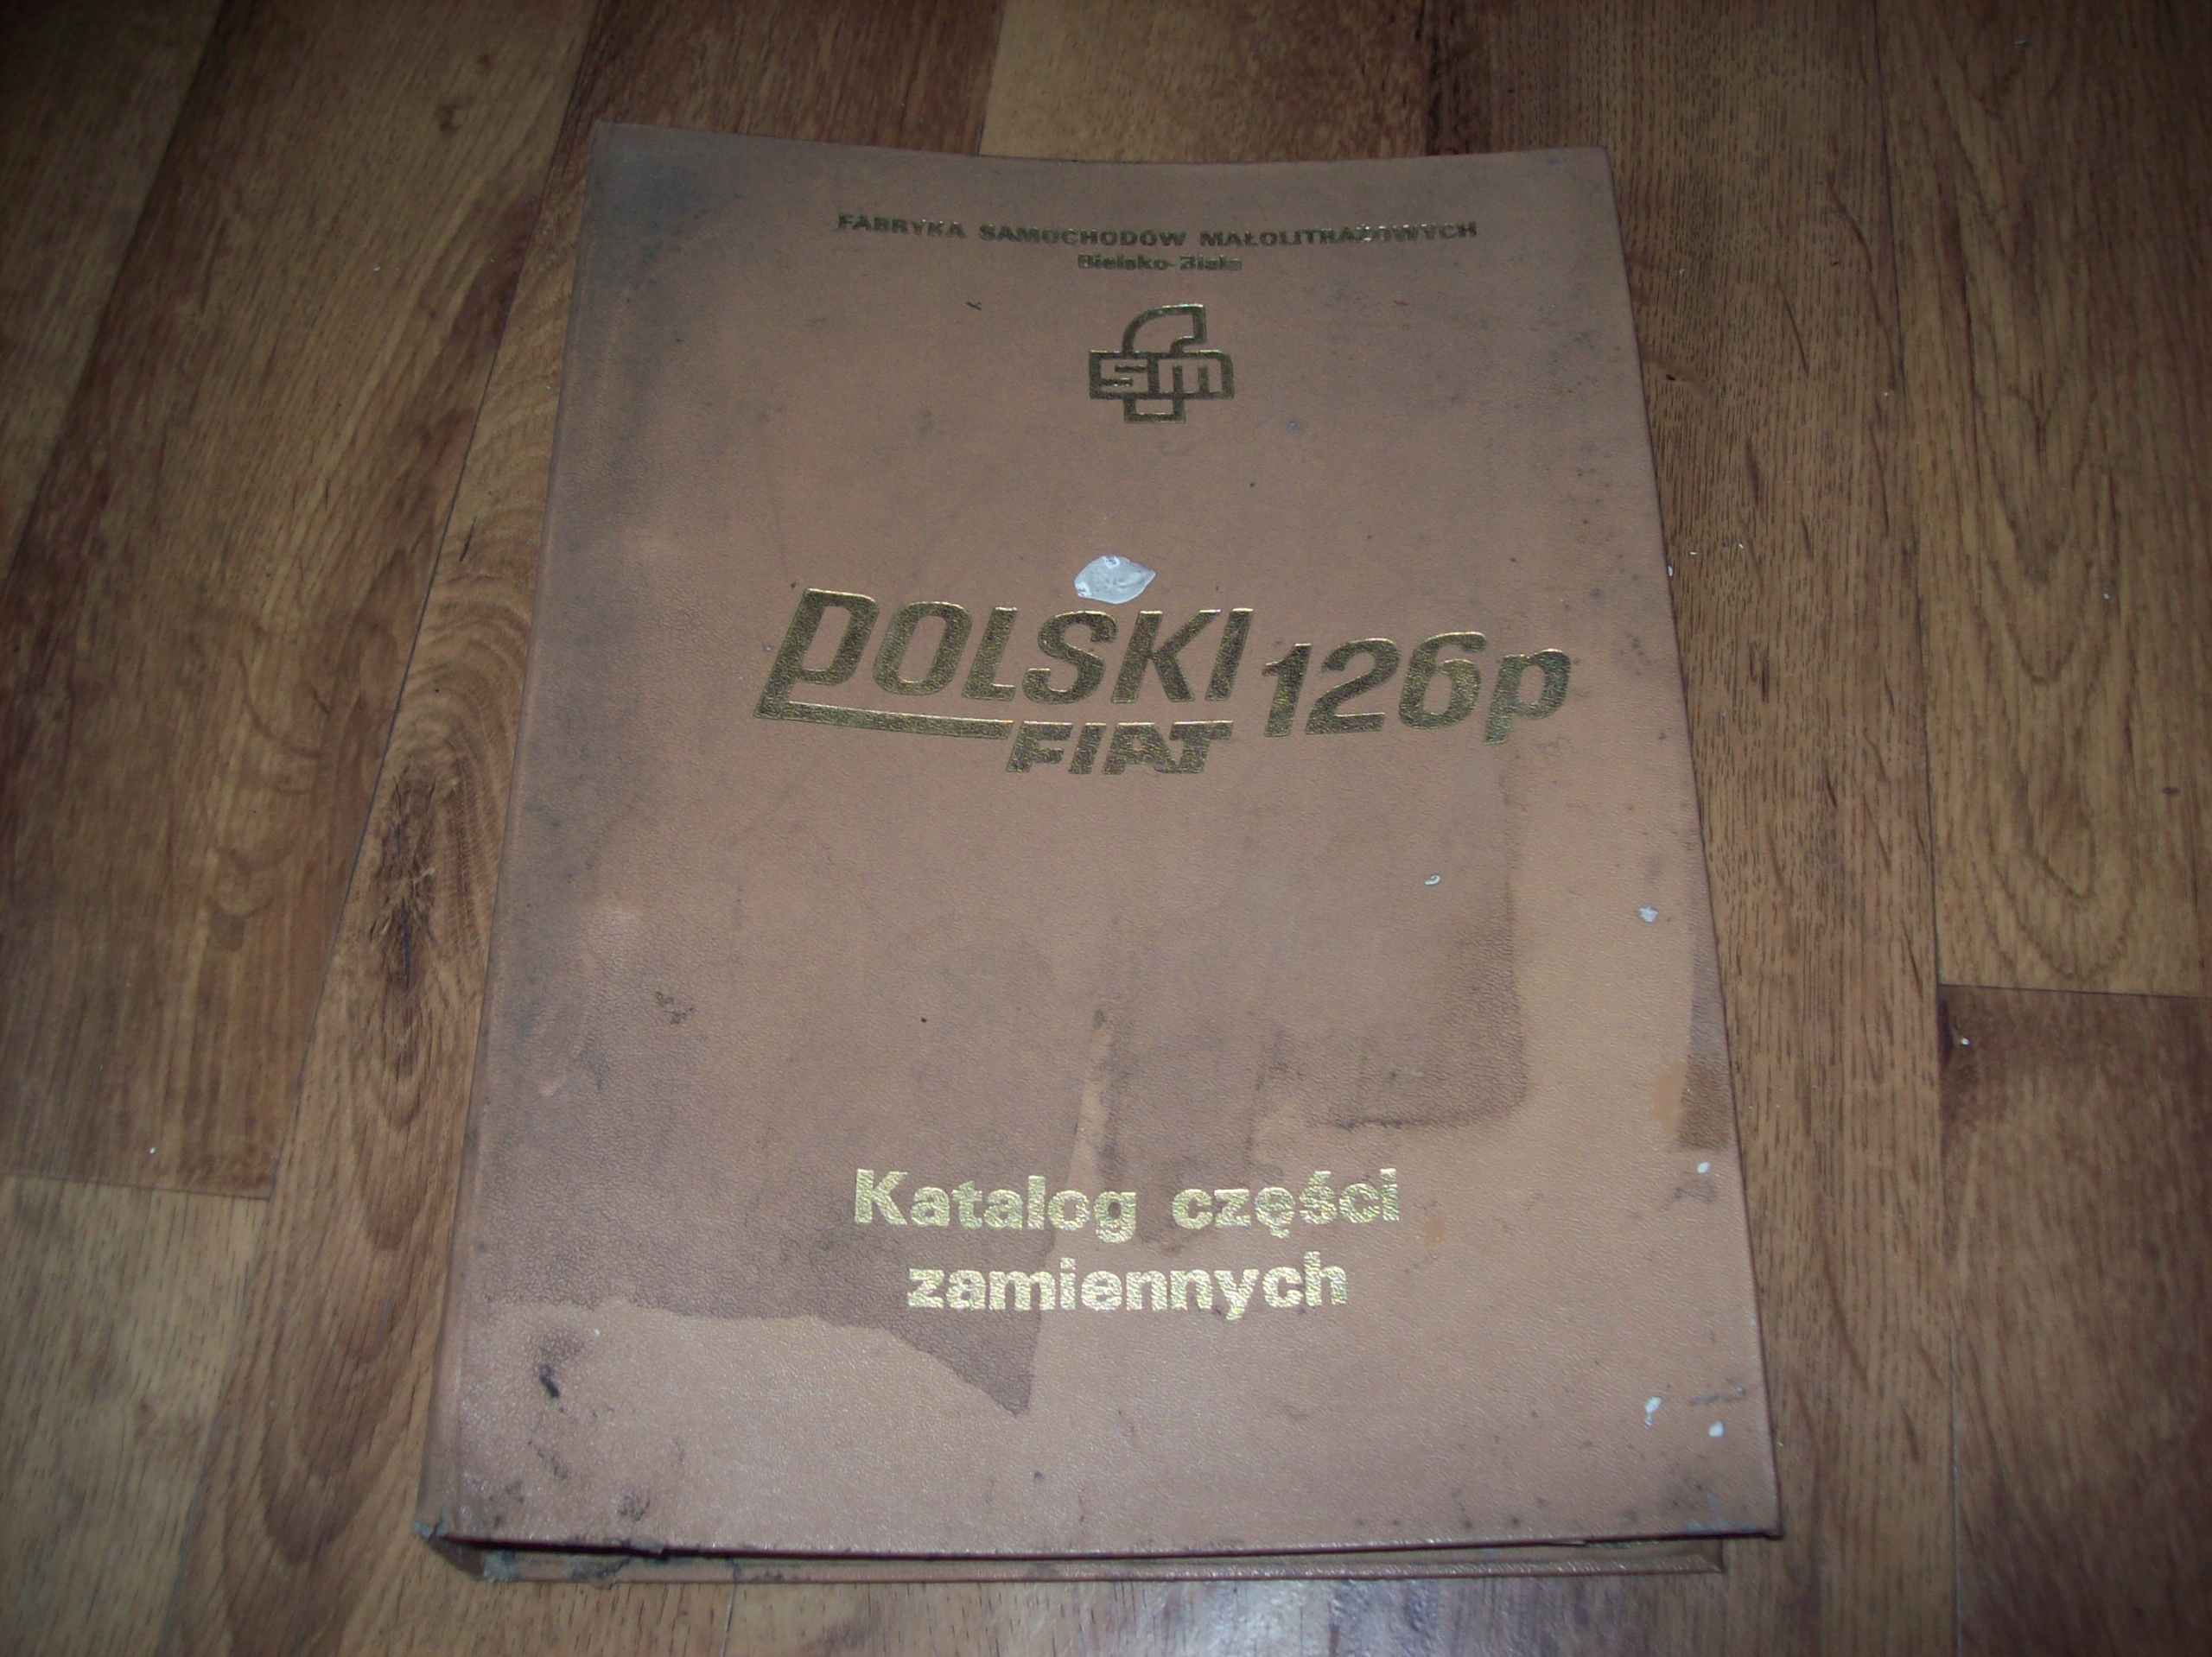 FABRYKA SAMOCHODÓW MAŁOLITRAŻOWYCH
Bielsko-Biała
fsm
POLSKI 126p
FIAT
Katalog części
zamiennych